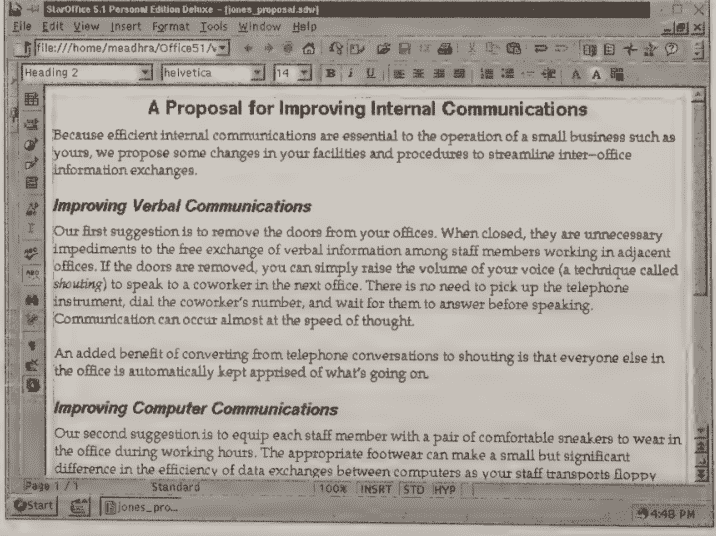 StarOffice 5.1 Personal Edition Deluxe - [jones_proposal.sdw]
File Edit View Insert Format Tools Window Help
file:///home/meadhra/Office51/v
Heading 2 helvetica 14 B i U A A
A Proposal for Improving Internal Communications
Because efficient internal communications are essential to the operation of a small business such as
yours, we propose some changes in your facilities and procedures to streamline inter-office
information exchanges.
Improving Verbal Communications
Our first suggestion is to remove the doors from your offices. When closed, they are unnecessary
impediments to the free exchange of verbal information among staff members working in adjacent
offices. If the doors are removed, you can simply raise the volume of your voice (a technique called
shouting) to speak to a coworker in the next office. There is no need to pick up the telephone
instrument, dial the coworker's number, and wait for them to answer before speaking.
Communication can occur almost at the speed of thought.
An added benefit of converting from telephone conversations to shouting is that everyone else in
the office is automatically kept apprised of what's going on.
Improving Computer Communications
Our second suggestion is to equip each staff member with a pair of comfortable sneakers to wear in
the office during working hours. The appropriate footwear can make a small but significant
difference in the efficiency of data exchanges between computers as your staff transports floppy
Page 1 / 1 Standard 100% INSRT STD HYP
Start jones_pro... 4:48 PM